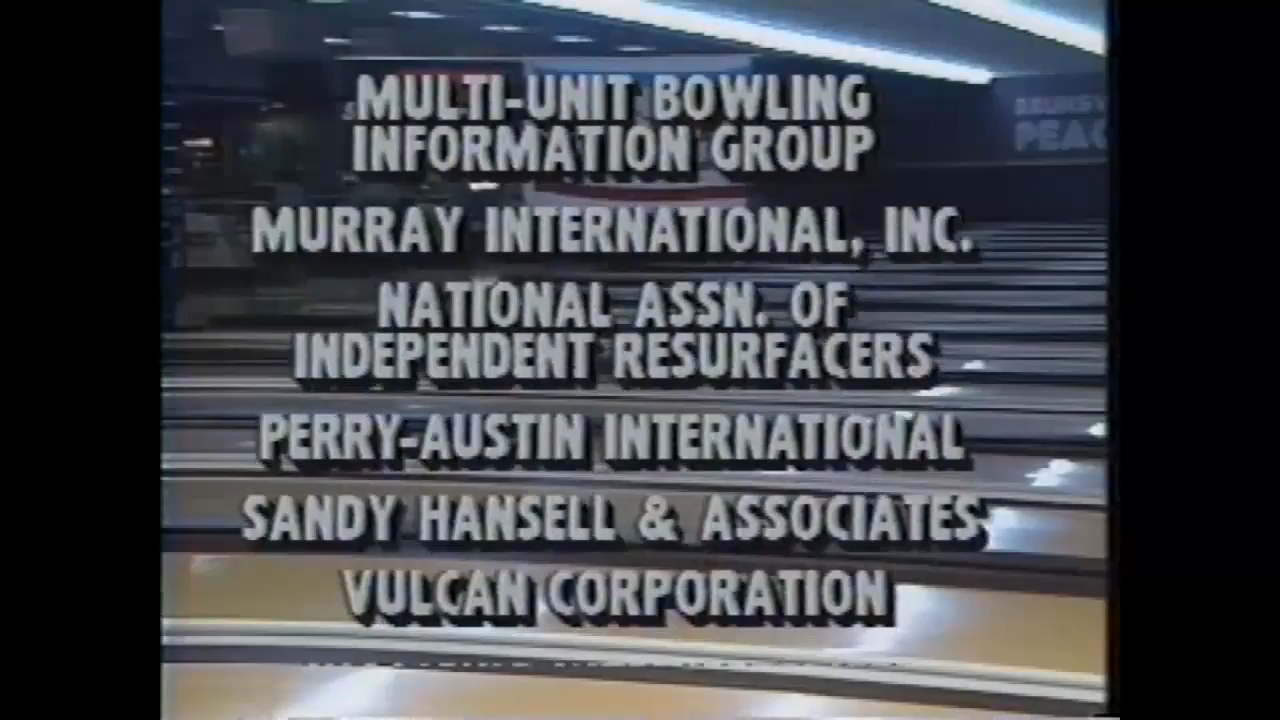 MULTI-UNIT BOWLING
INFORMATION GROUP
MURRAY INTERNATIONAL, INC.
NATIONAL ASSN. OF
INDEPENDENT RESURFACERS
PERRY-AUSTIN INTERNATIONAL
SANDY HANSELL & ASSOCIATES
VULCAN CORPORATION